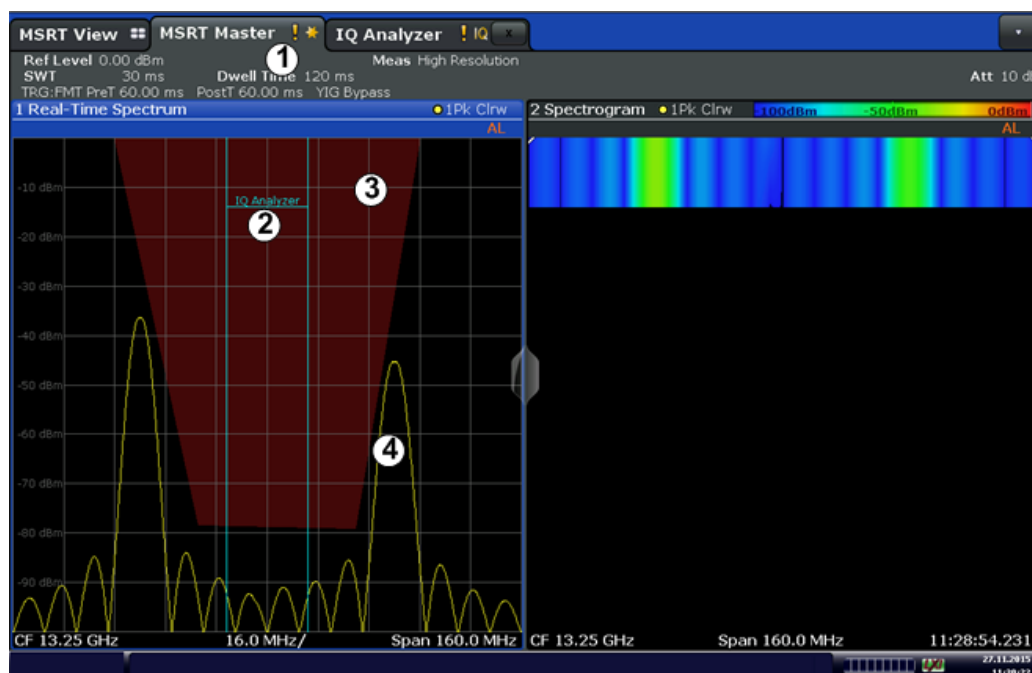 MSRT View MSRT Master ! IQ Analyzer ! IQ x
1
Ref Level 0.00 dBm Meas High Resolution
SWT 30 ms Dwell Time 120 ms Att 10 d
TRG:FMT PreT 60.00 ms PostT 60.00 ms YIG Bypass
1 Real-Time Spectrum 1Pk Clrw
AL
-10 dBm
3
IQ Analyzer
2
-20 dBm
-30 dBm
-40 dBm
-50 dBm
-60 dBm
4
-70 dBm
-80 dBm
-90 dBm
CF 13.25 GHz 16.0 MHz/ Span 160.0 MHz
2 Spectrogram 1Pk Clrw -100dBm -50dBm 0dBm
AL
CF 13.25 GHz Span 160.0 MHz 11:28:54.231
27.11.2015